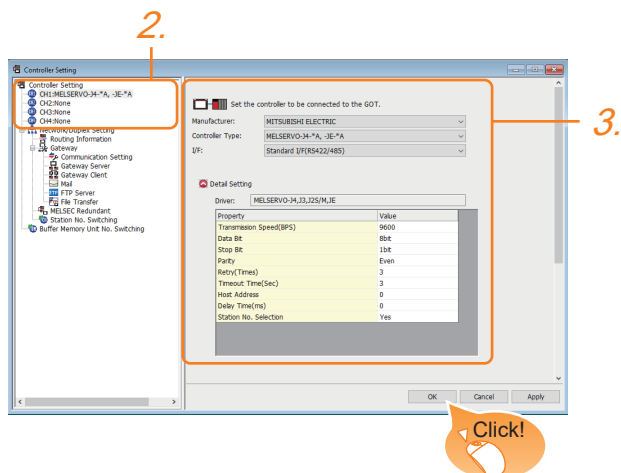 2.
Controller Setting
Controller Setting
CH1:MELSERVO-J4-*A, -JE-*A
CH2:None
CH3:None
CH4:None
Network/Duplex Setting
Routing Information
Gateway
Communication Setting
Gateway Server
Gateway Client
Mail
FTP Server
File Transfer
MELSEC Redundant
Station No. Switching
Buffer Memory Unit No. Switching
Set the controller to be connected to the GOT.
Manufacturer: MITSUBISHI ELECTRIC
Controller Type: MELSERVO-J4-*A, -JE-*A
I/F: Standard I/F(RS422/485)
3.
Detail Setting
Driver: MELSERVO-J4,J3,J2S/M,JE
Property Value
Transmission Speed(BPS) 9600
Data Bit 8bit
Stop Bit 1bit
Parity Even
Retry(Times) 3
Timeout Time(Sec) 3
Host Address 0
Delay Time(ms) 0
Station No. Selection Yes
OK Cancel Apply
Click!